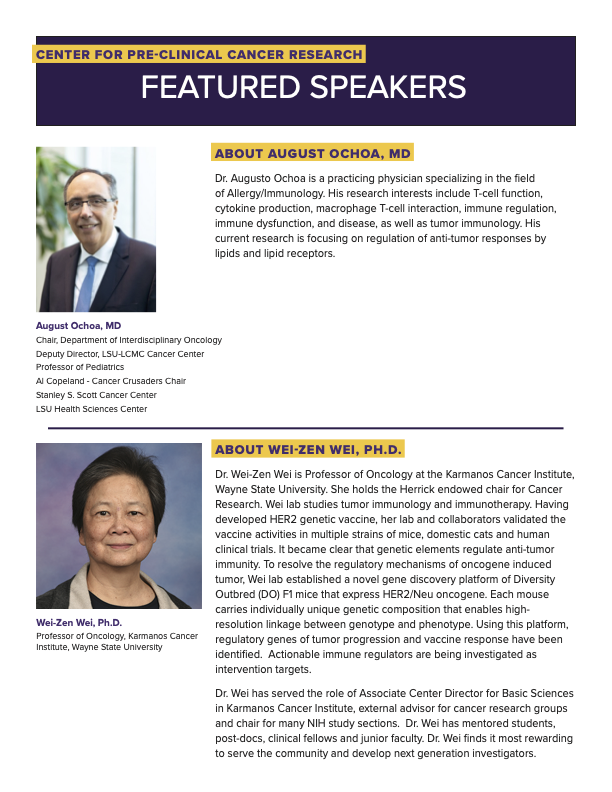 CENTER FOR PRE-CLINICAL CANCER RESEARCH
FEATURED SPEAKERS
ABOUT AUGUST OCHOA, MD
Dr. Augusto Ochoa is a practicing physician specializing in the field
of Allergy/Immunology. His research interests include T-cell function,
cytokine production, macrophage T-cell interaction, immune regulation,
immune dysfunction, and disease, as well as tumor immunology. His
current research is focusing on regulation of anti-tumor responses by
lipids and lipid receptors.
August Ochoa, MD
Chair, Department of Interdisciplinary Oncology
Deputy Director, LSU-LCMC Cancer Center
Professor of Pediatrics
Al Copeland - Cancer Crusaders Chair
Stanley S. Scott Cancer Center
LSU Health Sciences Center
ABOUT WEI-ZEN WEI, PH.D.
Dr. Wei-Zen Wei is Professor of Oncology at the Karmanos Cancer Institute,
Wayne State University. She holds the Herrick endowed chair for Cancer
Research. Wei lab studies tumor immunology and immunotherapy. Having
developed HER2 genetic vaccine, her lab and collaborators validated the
vaccine activities in multiple strains of mice, domestic cats and human
clinical trials. It became clear that genetic elements regulate anti-tumor
immunity. To resolve the regulatory mechanisms of oncogene induced
tumor, Wei lab established a novel gene discovery platform of Diversity
Outbred (DO) F1 mice that express HER2/Neu oncogene. Each mouse
carries individually unique genetic composition that enables high-
resolution linkage between genotype and phenotype. Using this platform,
regulatory genes of tumor progression and vaccine response have been
identified.  Actionable immune regulators are being investigated as
intervention targets.
Wei-Zen Wei, Ph.D.
Professor of Oncology, Karmanos Cancer
Institute, Wayne State University
Dr. Wei has served the role of Associate Center Director for Basic Sciences
in Karmanos Cancer Institute, external advisor for cancer research groups
and chair for many NIH study sections.  Dr. Wei has mentored students,
post-docs, clinical fellows and junior faculty. Dr. Wei finds it most rewarding
to serve the community and develop next generation investigators.